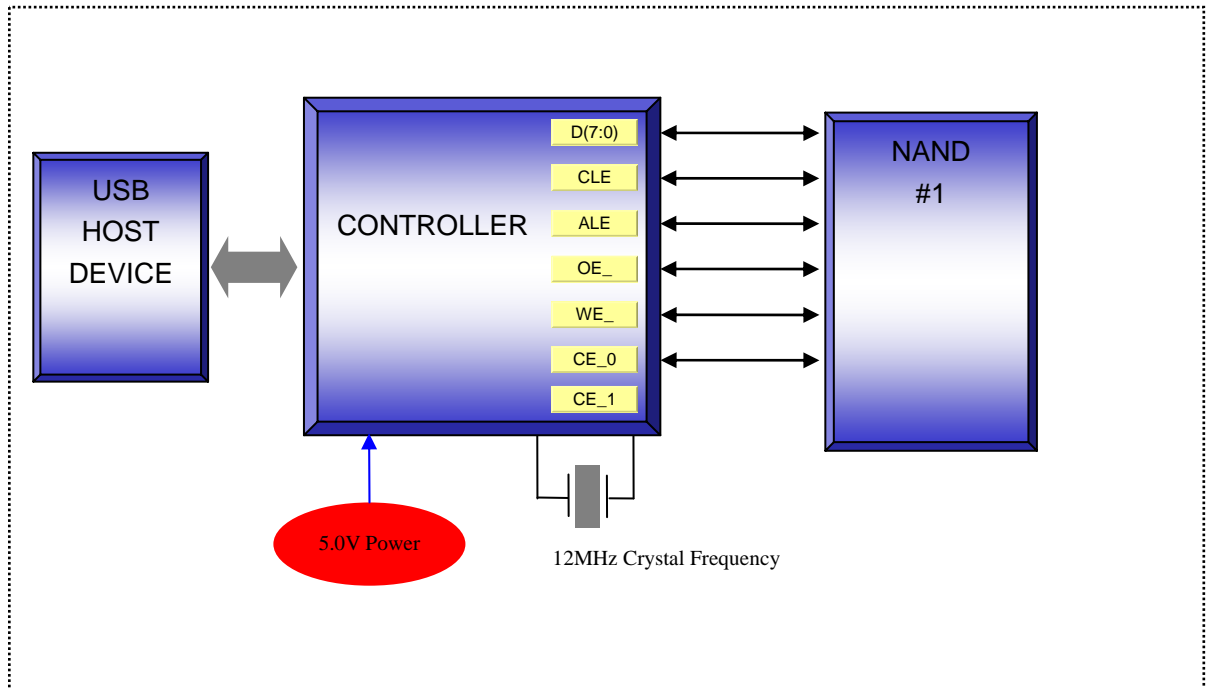 USB
HOST
DEVICE
CONTROLLER
D(7:0)
CLE
ALE
OE_
WE_
CE_0
CE_1
NAND
#1
5.0V Power
12MHz Crystal Frequency